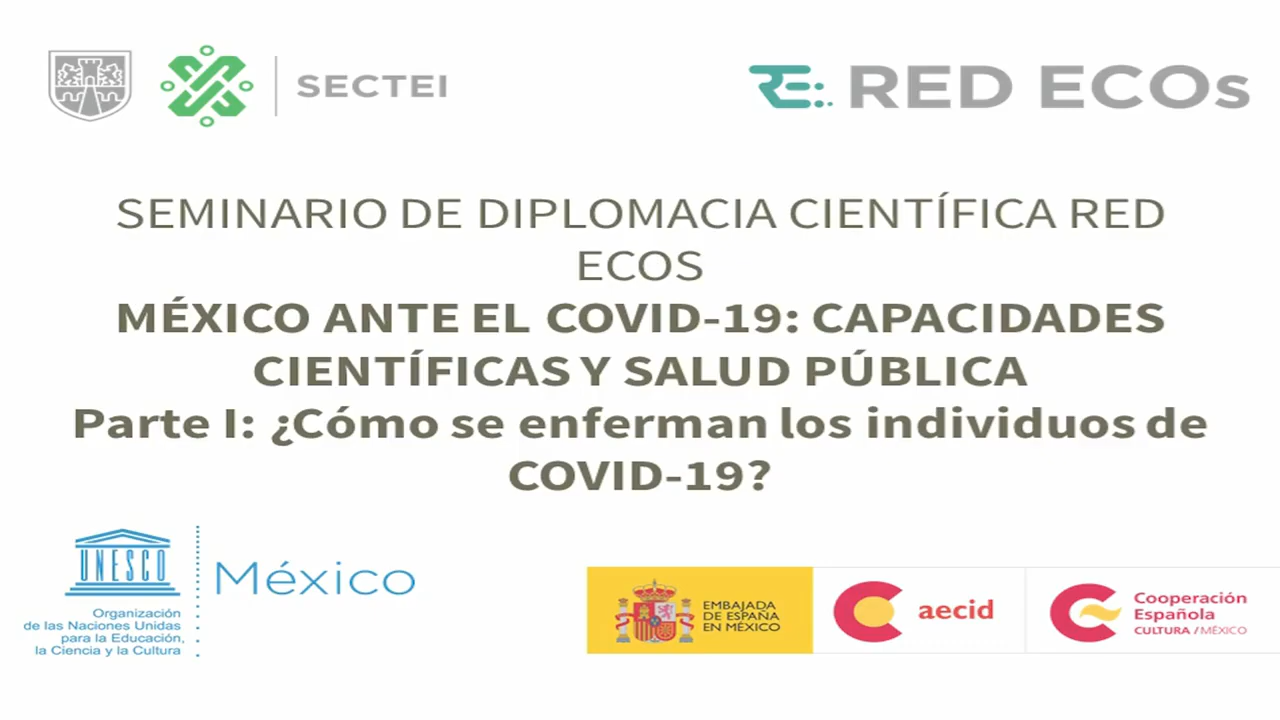 SECTEI
RED ECOs
SEMINARIO DE DIPLOMACIA CIENTÍFICA RED
ECOS
MÉXICO ANTE EL COVID-19: CAPACIDADES
CIENTÍFICAS Y SALUD PÚBLICA
Parte I: ¿Cómo se enferman los individuos de
COVID-19?
UNESCO
México
Organización
de las Naciones Unidas
para la Educación,
la Ciencia y la Cultura
EMBAJADA
DE ESPAÑA
EN MÉXICO
aecid
Cooperación
Española
CULTURA / MÉXICO